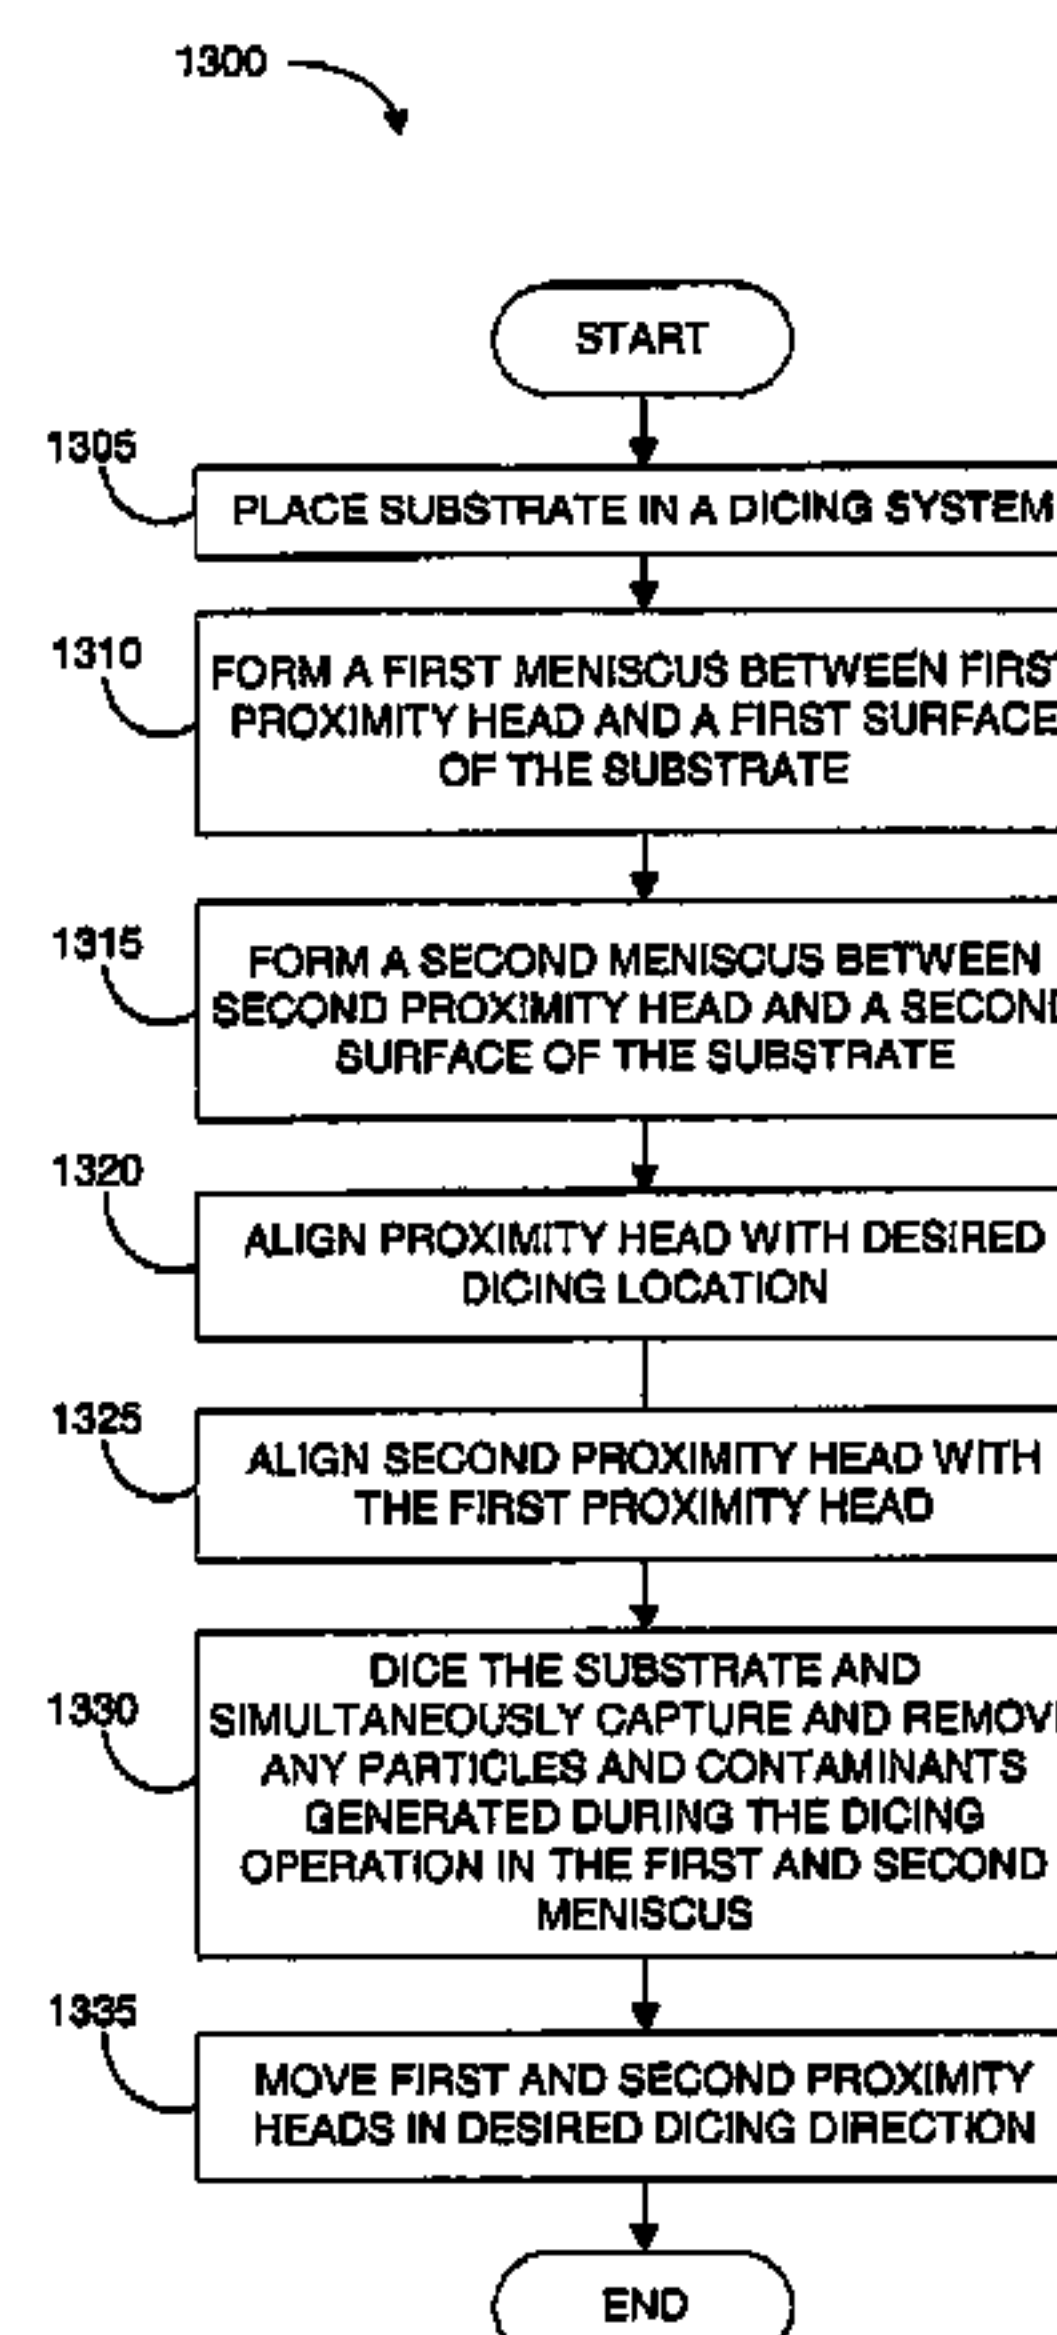 1300
START
1305
PLACE SUBSTRATE IN A DICING SYSTEM
1310
FORM A FIRST MENISCUS BETWEEN FIRST
PROXIMITY HEAD AND A FIRST SURFACE
OF THE SUBSTRATE
1315
FORM A SECOND MENISCUS BETWEEN
SECOND PROXIMITY HEAD AND A SECOND
SURFACE OF THE SUBSTRATE
1320
ALIGN PROXIMITY HEAD WITH DESIRED
DICING LOCATION
1325
ALIGN SECOND PROXIMITY HEAD WITH
THE FIRST PROXIMITY HEAD
1330
DICE THE SUBSTRATE AND
SIMULTANEOUSLY CAPTURE AND REMOVE
ANY PARTICLES AND CONTAMINANTS
GENERATED DURING THE DICING
OPERATION IN THE FIRST AND SECOND
MENISCUS
1335
MOVE FIRST AND SECOND PROXIMITY
HEADS IN DESIRED DICING DIRECTION
END